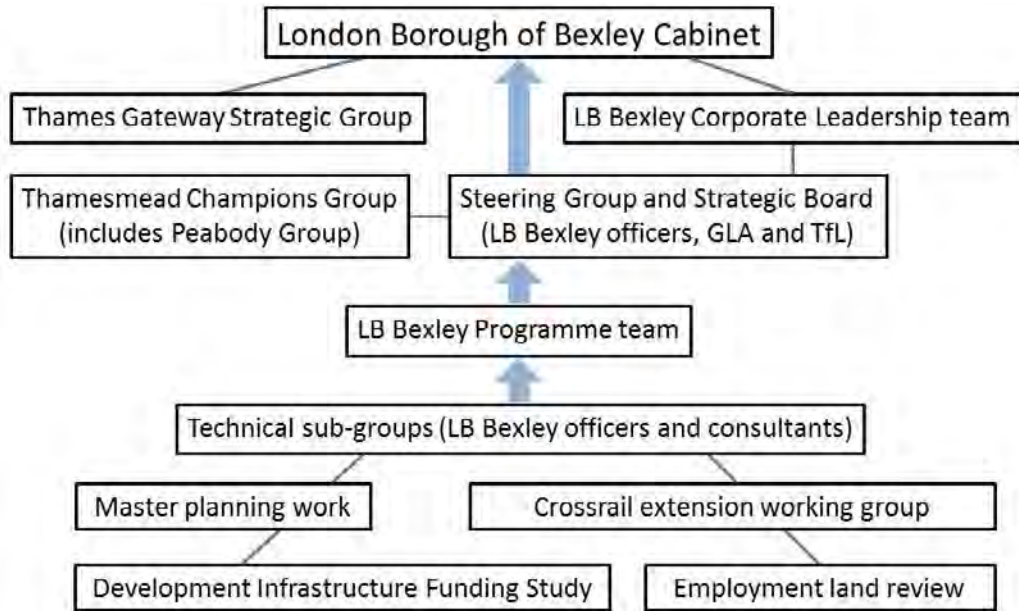 London Borough of Bexley Cabinet
Thames Gateway Strategic Group
LB Bexley Corporate Leadership team
Thamesmead Champions Group
(includes Peabody Group)
Steering Group and Strategic Board
(LB Bexley officers, GLA and TfL)
LB Bexley Programme team
Technical sub-groups (LB Bexley officers and consultants)
Master planning work
Crossrail extension working group
Development Infrastructure Funding Study
Employment land review